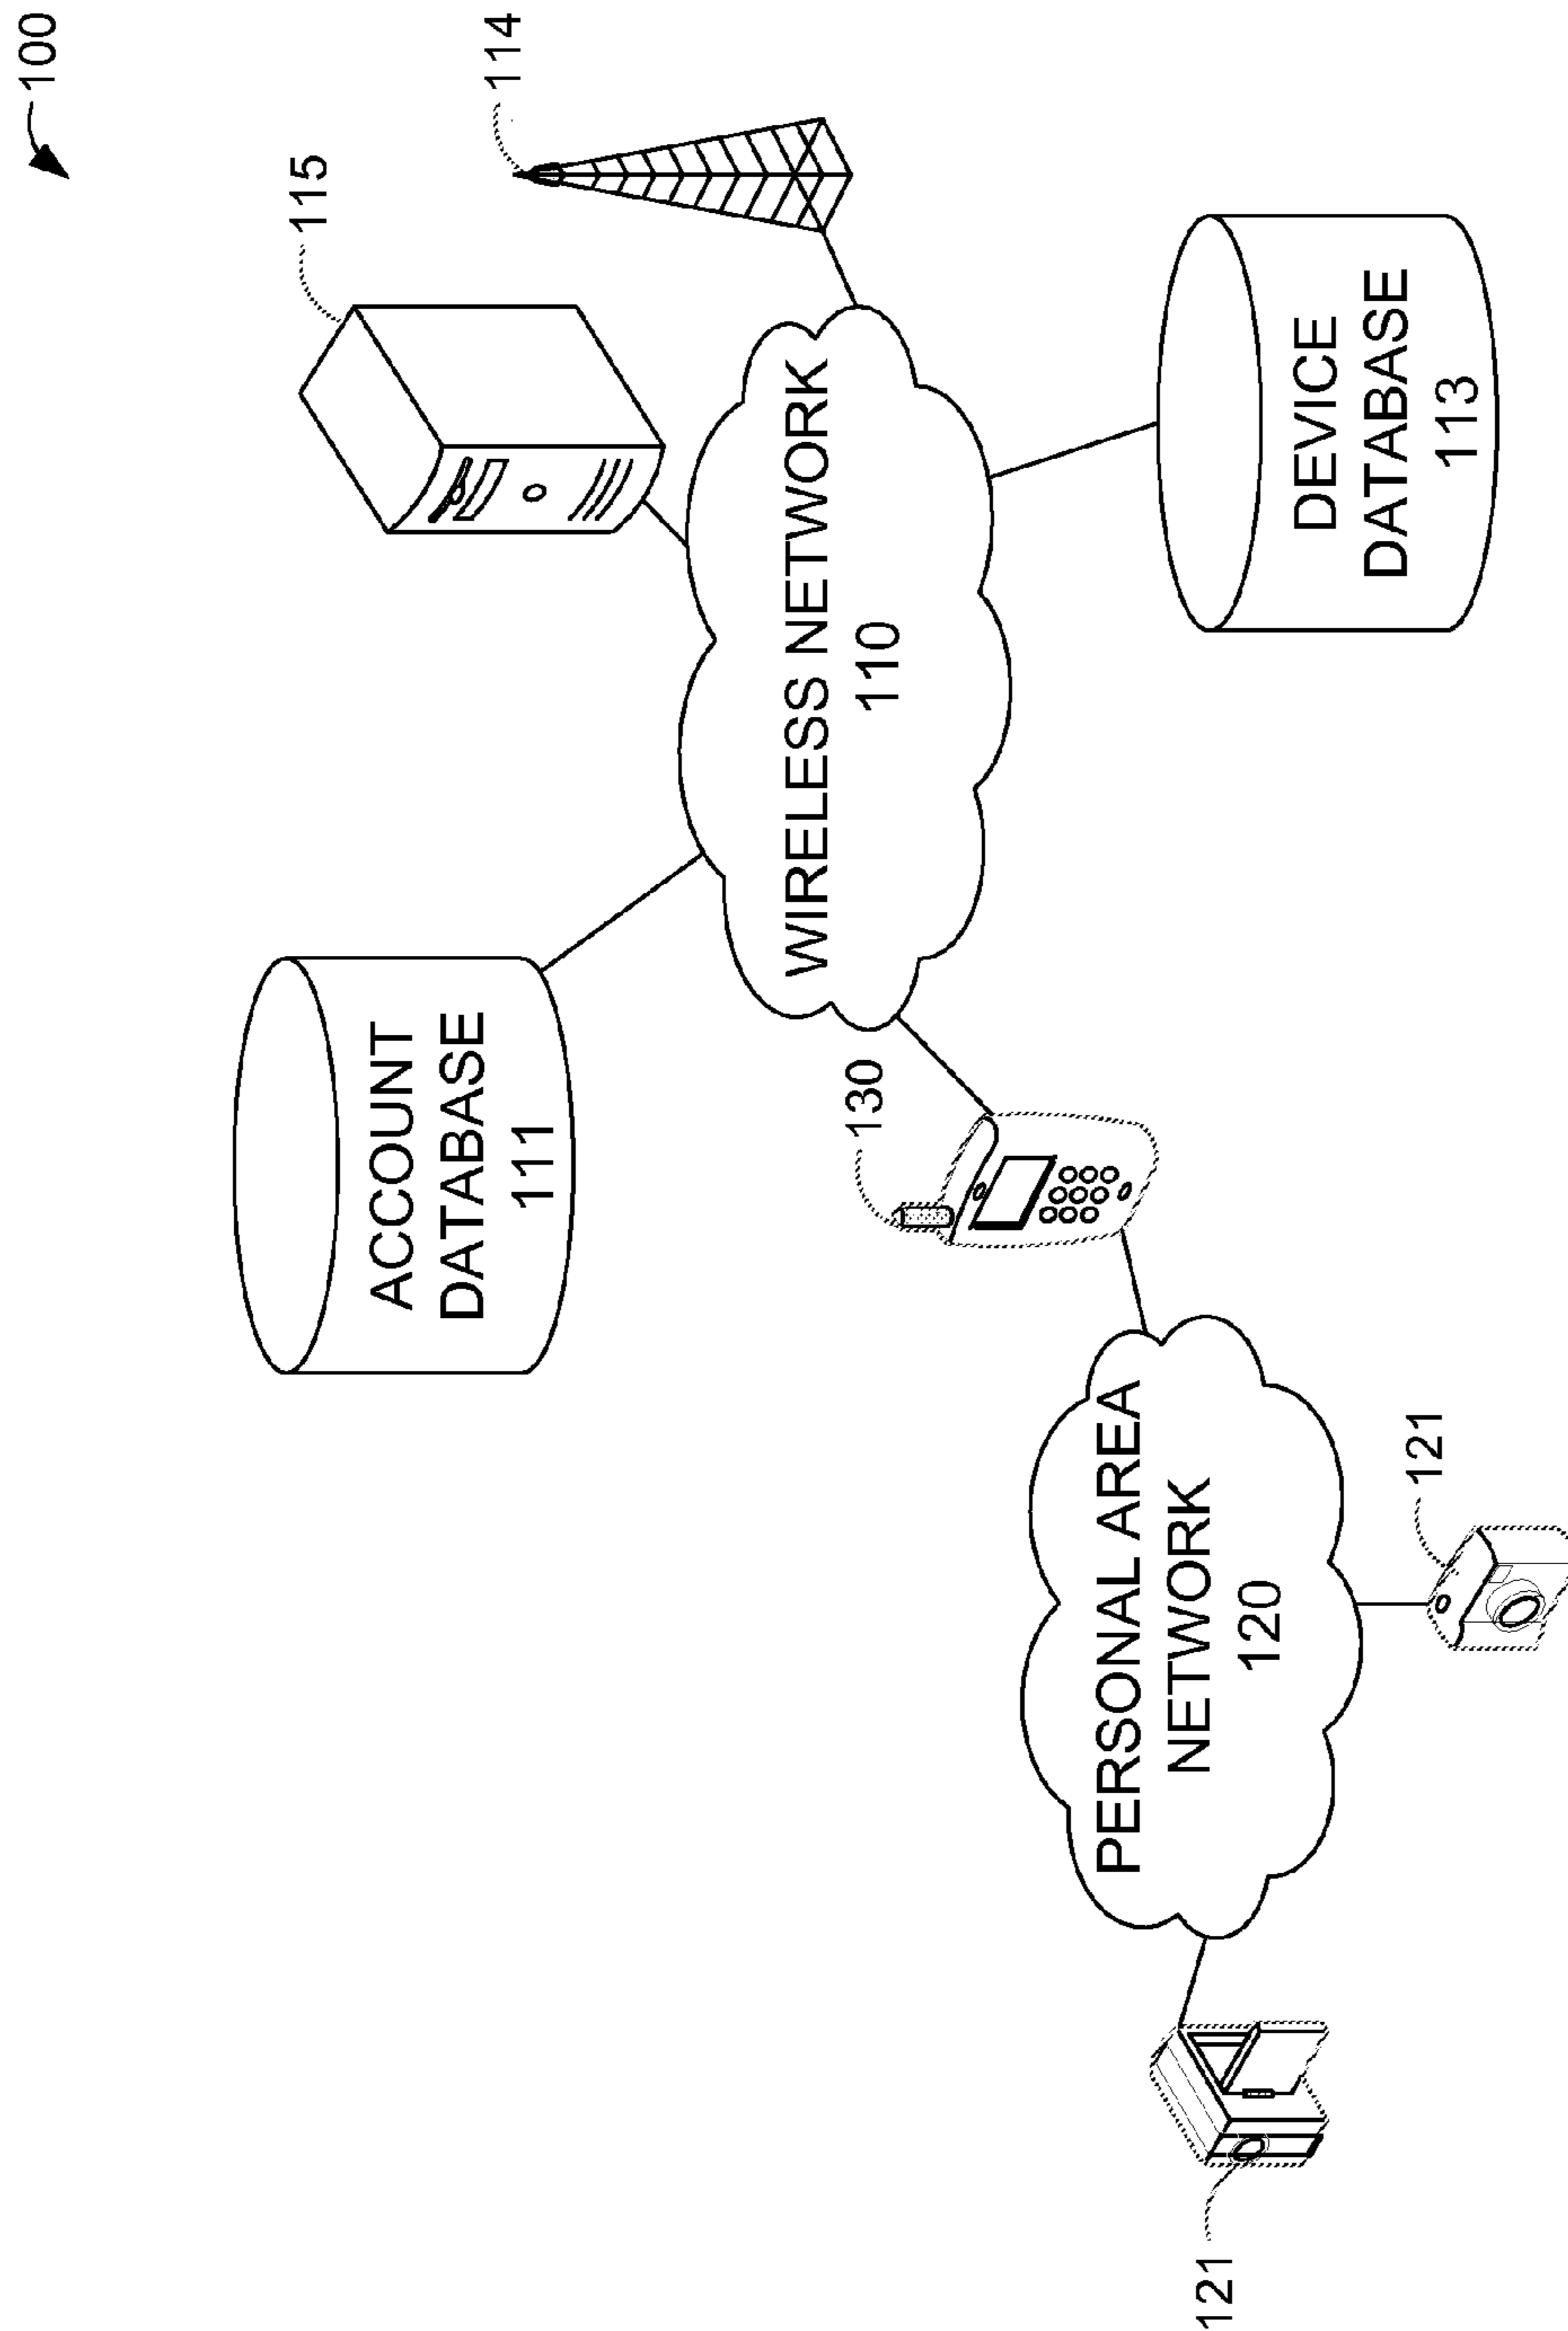 100
ACCOUNT
DATABASE
111
115
114
WIRELESS NETWORK
110
130
PERSONAL AREA
NETWORK
120
DEVICE
DATABASE
113
121
121